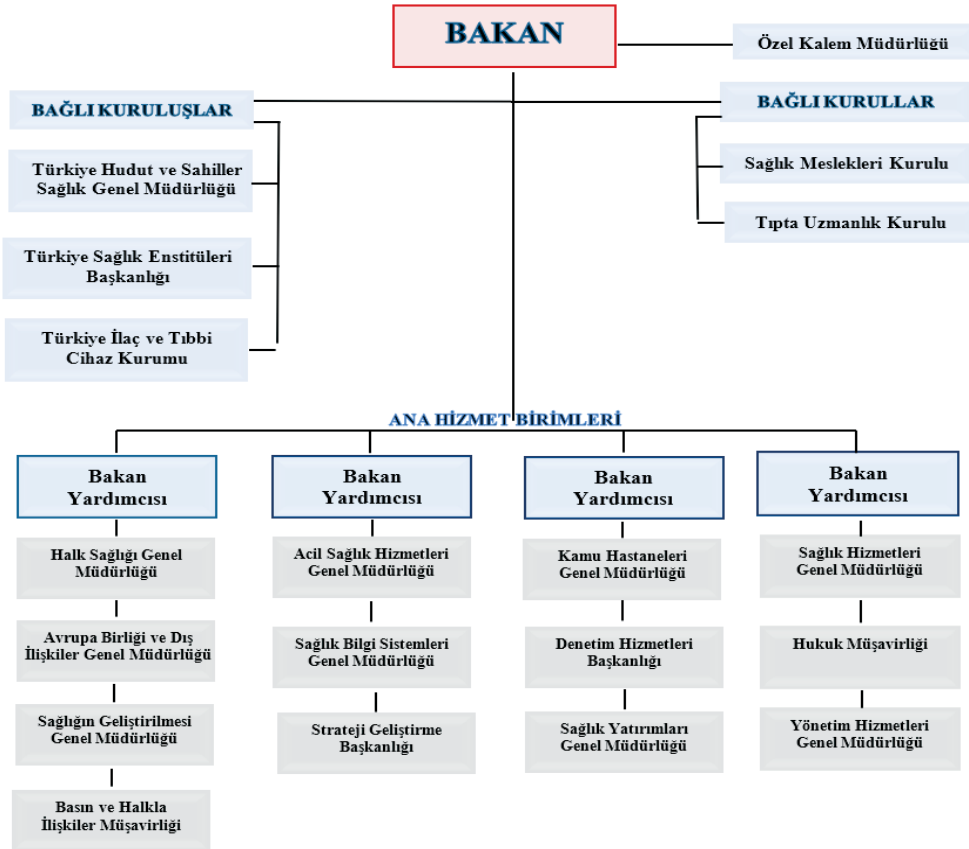 BAKAN
Özel Kalem Müdürlüğü
BAĞLI KURULUŞLAR
BAĞLI KURULLAR
Türkiye Hudut ve Sahiller
Sağlık Genel Müdürlüğü
Sağlık Meslekleri Kurulu
Tıpta Uzmanlık Kurulu
Türkiye Sağlık Enstitüleri
Başkanlığı
Türkiye İlaç ve Tıbbi
Cihaz Kurumu
ANA HİZMET BİRİMLERİ
Bakan
Yardımcısı
Halk Sağlığı Genel
Müdürlüğü
Avrupa Birliği ve Dış
İlişkiler Genel Müdürlüğü
Sağlığın Geliştirilmesi
Genel Müdürlüğü
Basın ve Halkla
İlişkiler Müşavirliği
Bakan
Yardımcısı
Acil Sağlık Hizmetleri
Genel Müdürlüğü
Sağlık Bilgi Sistemleri
Genel Müdürlüğü
Strateji Geliştirme
Başkanlığı
Bakan
Yardımcısı
Kamu Hastaneleri
Genel Müdürlüğü
Denetim Hizmetleri
Başkanlığı
Sağlık Yatırımları
Genel Müdürlüğü
Bakan
Yardımcısı
Sağlık Hizmetleri
Genel Müdürlüğü
Hukuk Müşavirliği
Yönetim Hizmetleri
Genel Müdürlüğü